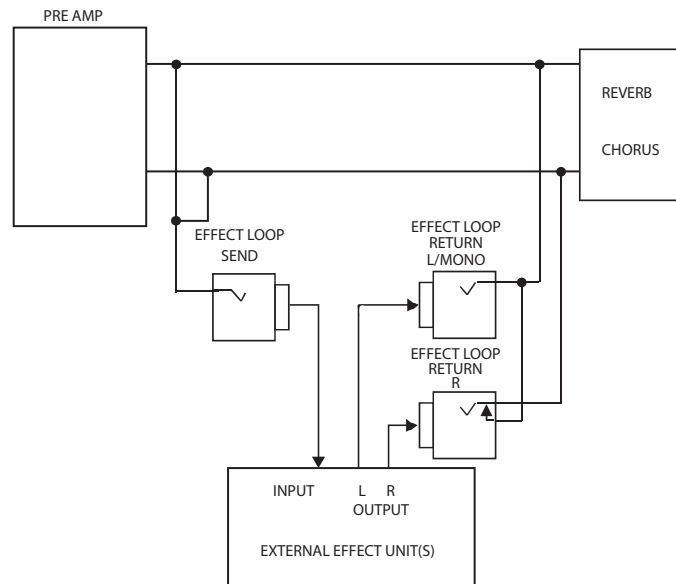 PRE AMP
REVERB
CHORUS
EFFECT LOOP
SEND
EFFECT LOOP
RETURN
L/MONO
EFFECT LOOP
RETURN
R
INPUT L R
OUTPUT
EXTERNAL EFFECT UNIT(S)